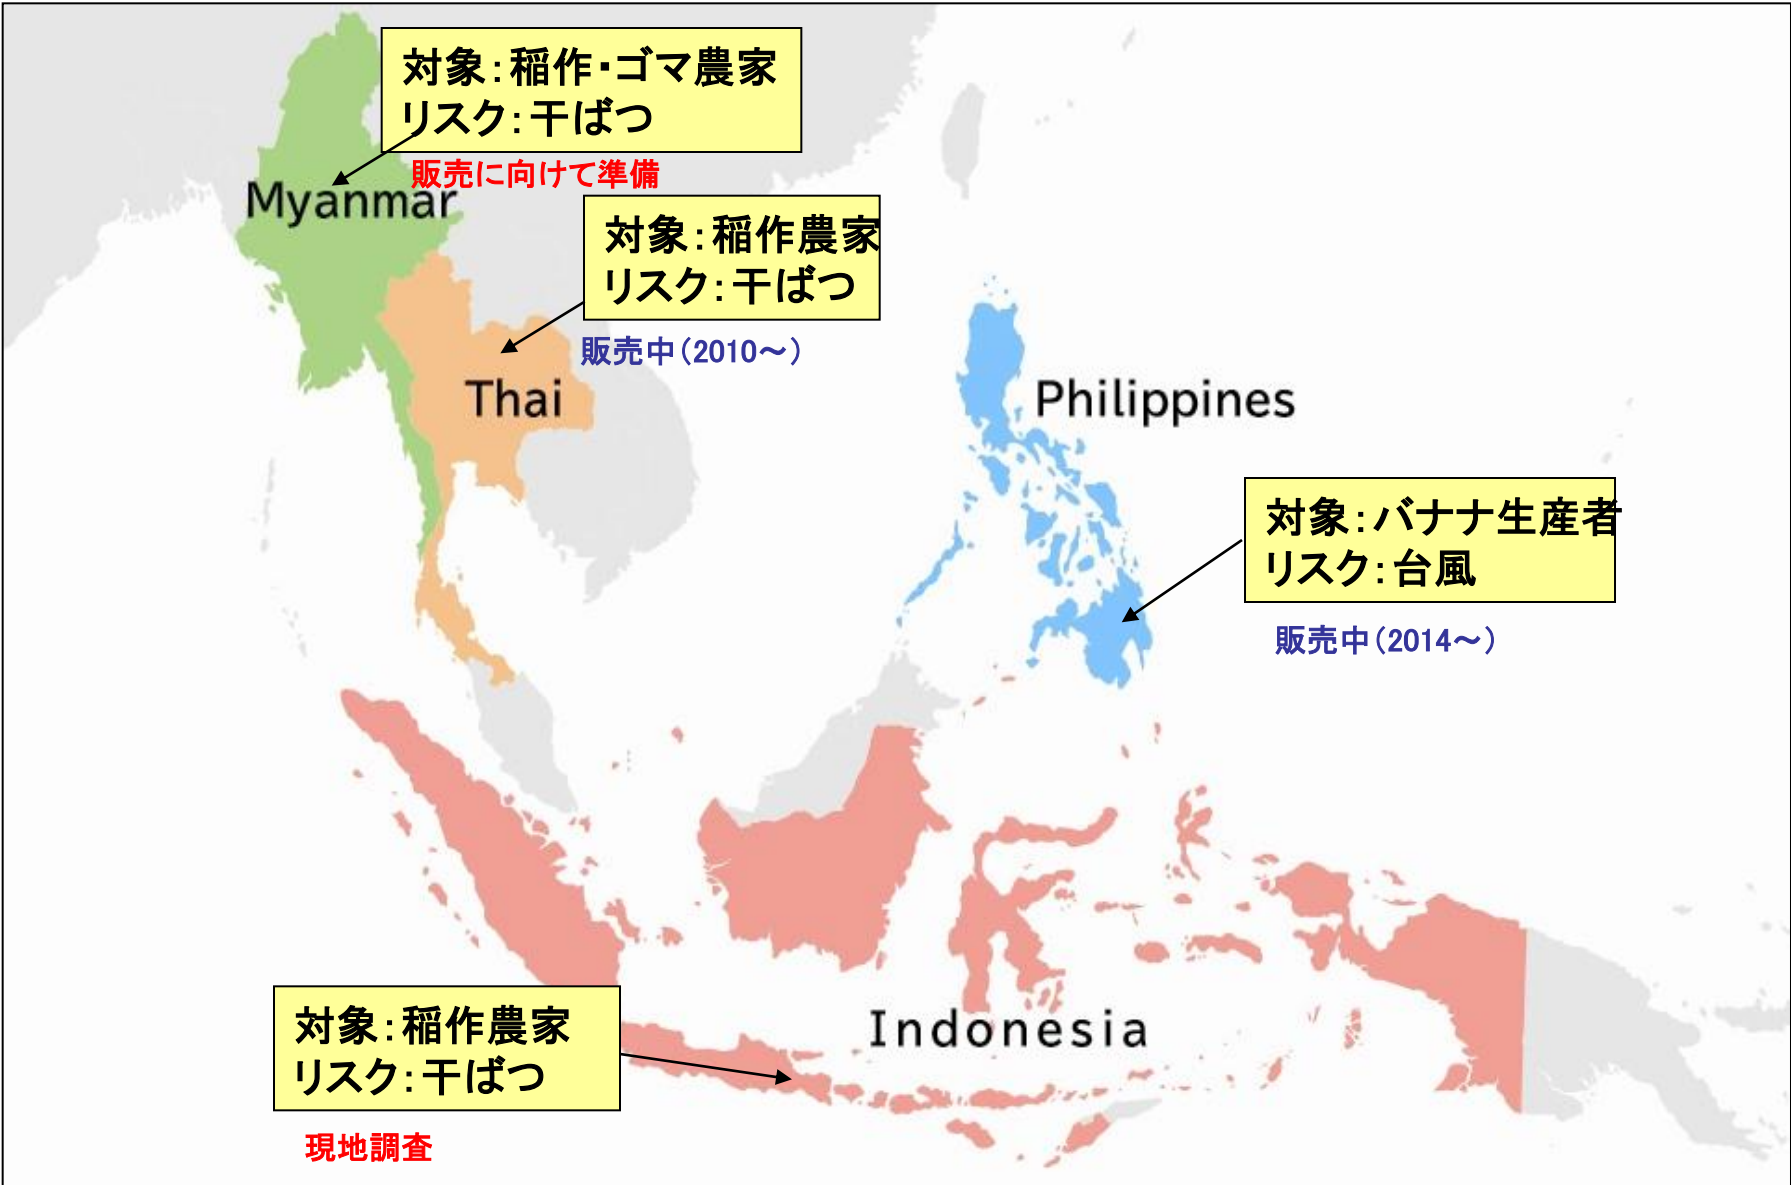 対象:稲作・ゴマ農家
リスク:干ばつ
販売に向けて準備
Myanmar
対象:稲作農家
リスク:干ばつ
販売中(2010~)
Thai
Philippines
対象:バナナ生産者
リスク:台風
販売中(2014~)
対象:稲作農家
リスク:干ばつ
現地調査
Indonesia